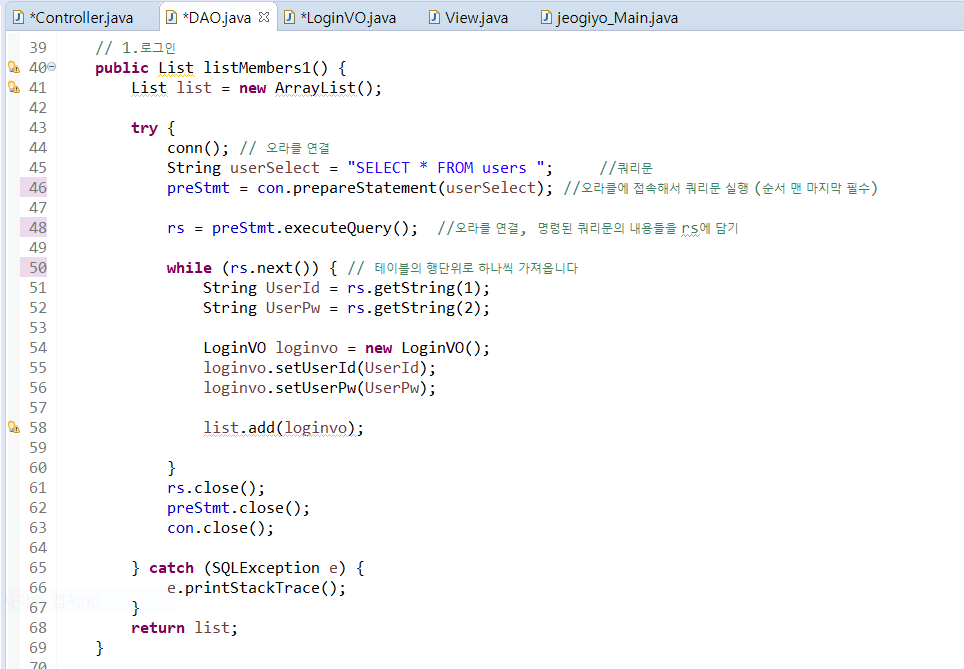 *Controller.java
*DAO.java
*LoginVO.java
View.java
jeogiyo_Main.java
39 // 1.로그인
40 public List listMembers1() {
41 List list = new ArrayList();
42
43 try {
44 conn(); // 오라클 연결
45 String userSelect = "SELECT * FROM users "; //쿼리문
46 preStmt = con.prepareStatement(userSelect); //오라클에 접속해서 쿼리문 실행 (순서 맨 마지막 필수)
47
48 rs = preStmt.executeQuery(); //오라클 연결, 명령된 쿼리문의 내용들을 rs에 담기
49
50 while (rs.next()) { // 테이블의 행단위로 하나씩 가져옵니다
51 String UserId = rs.getString(1);
52 String UserPw = rs.getString(2);
53
54 LoginVO loginvo = new LoginVO();
55 loginvo.setUserId(UserId);
56 loginvo.setUserPw(UserPw);
57
58 list.add(loginvo);
59
60 }
61 rs.close();
62 preStmt.close();
63 con.close();
64
65 } catch (SQLException e) {
66 e.printStackTrace();
67 }
68 return list;
69 }
70